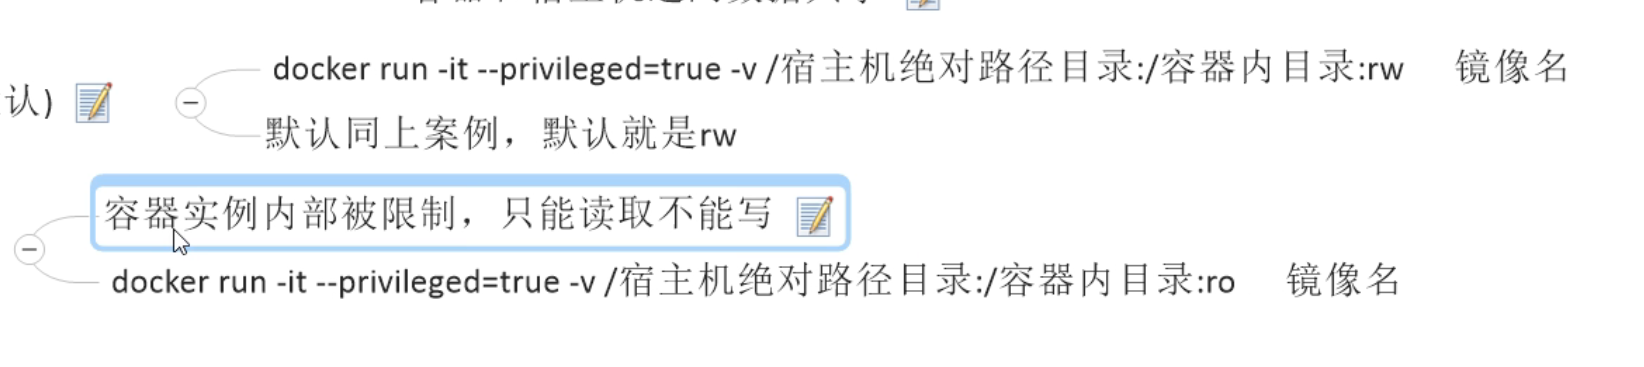 docker run -it --privileged=true -v /宿主机绝对路径目录:/容器内目录:rw 镜像名
认)
默认同上案例，默认就是rw
容器实例内部被限制，只能读取不能写
docker run -it --privileged=true -v /宿主机绝对路径目录:/容器内目录:ro 镜像名